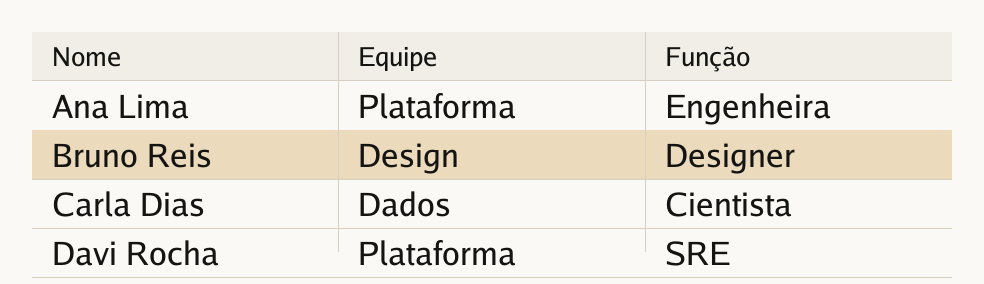 Nome Equipe Função
Ana Lima Plataforma Engenheira
Bruno Reis Design Designer
Carla Dias Dados Cientista
Davi Rocha Plataforma SRE